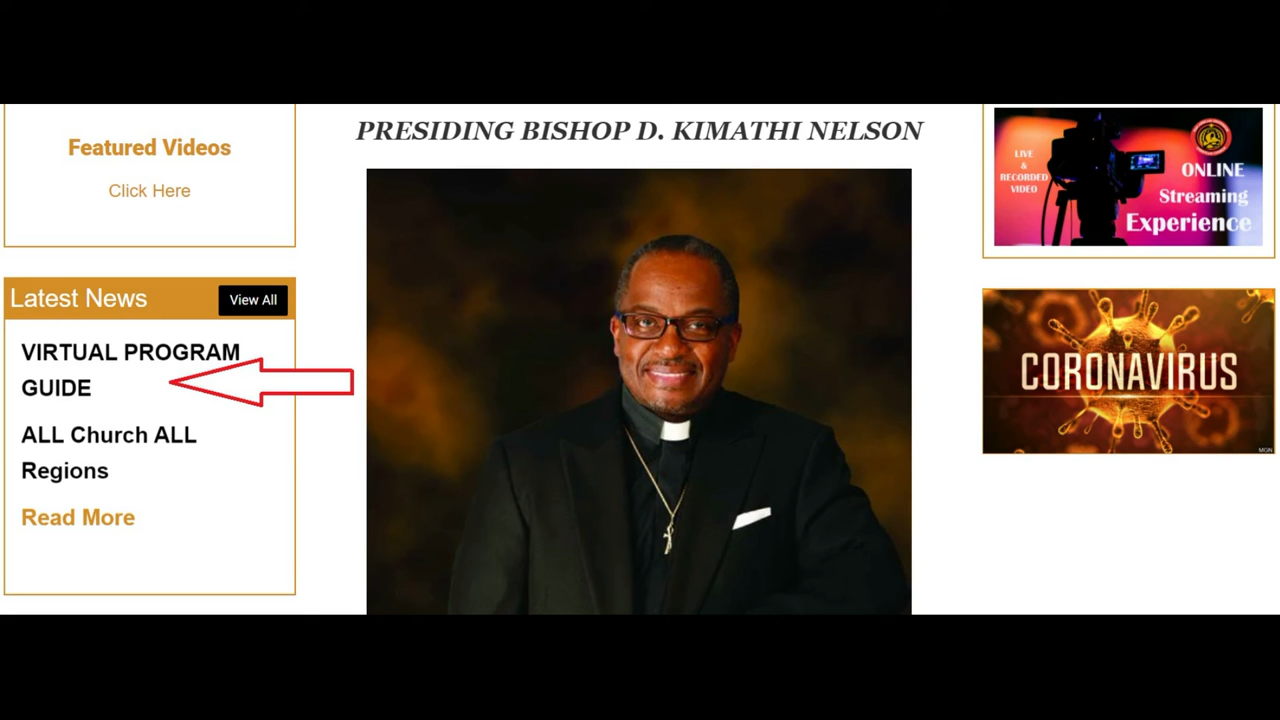 PRESIDING BISHOP D. KIMATHI NELSON
Featured Videos
Click Here
Latest News
View All
VIRTUAL PROGRAM
GUIDE
ALL Church ALL
Regions
Read More
LIVE
&
RECORDED
VIDEO
ONLINE
Streaming
Experience
CORONAVIRUS
MGN